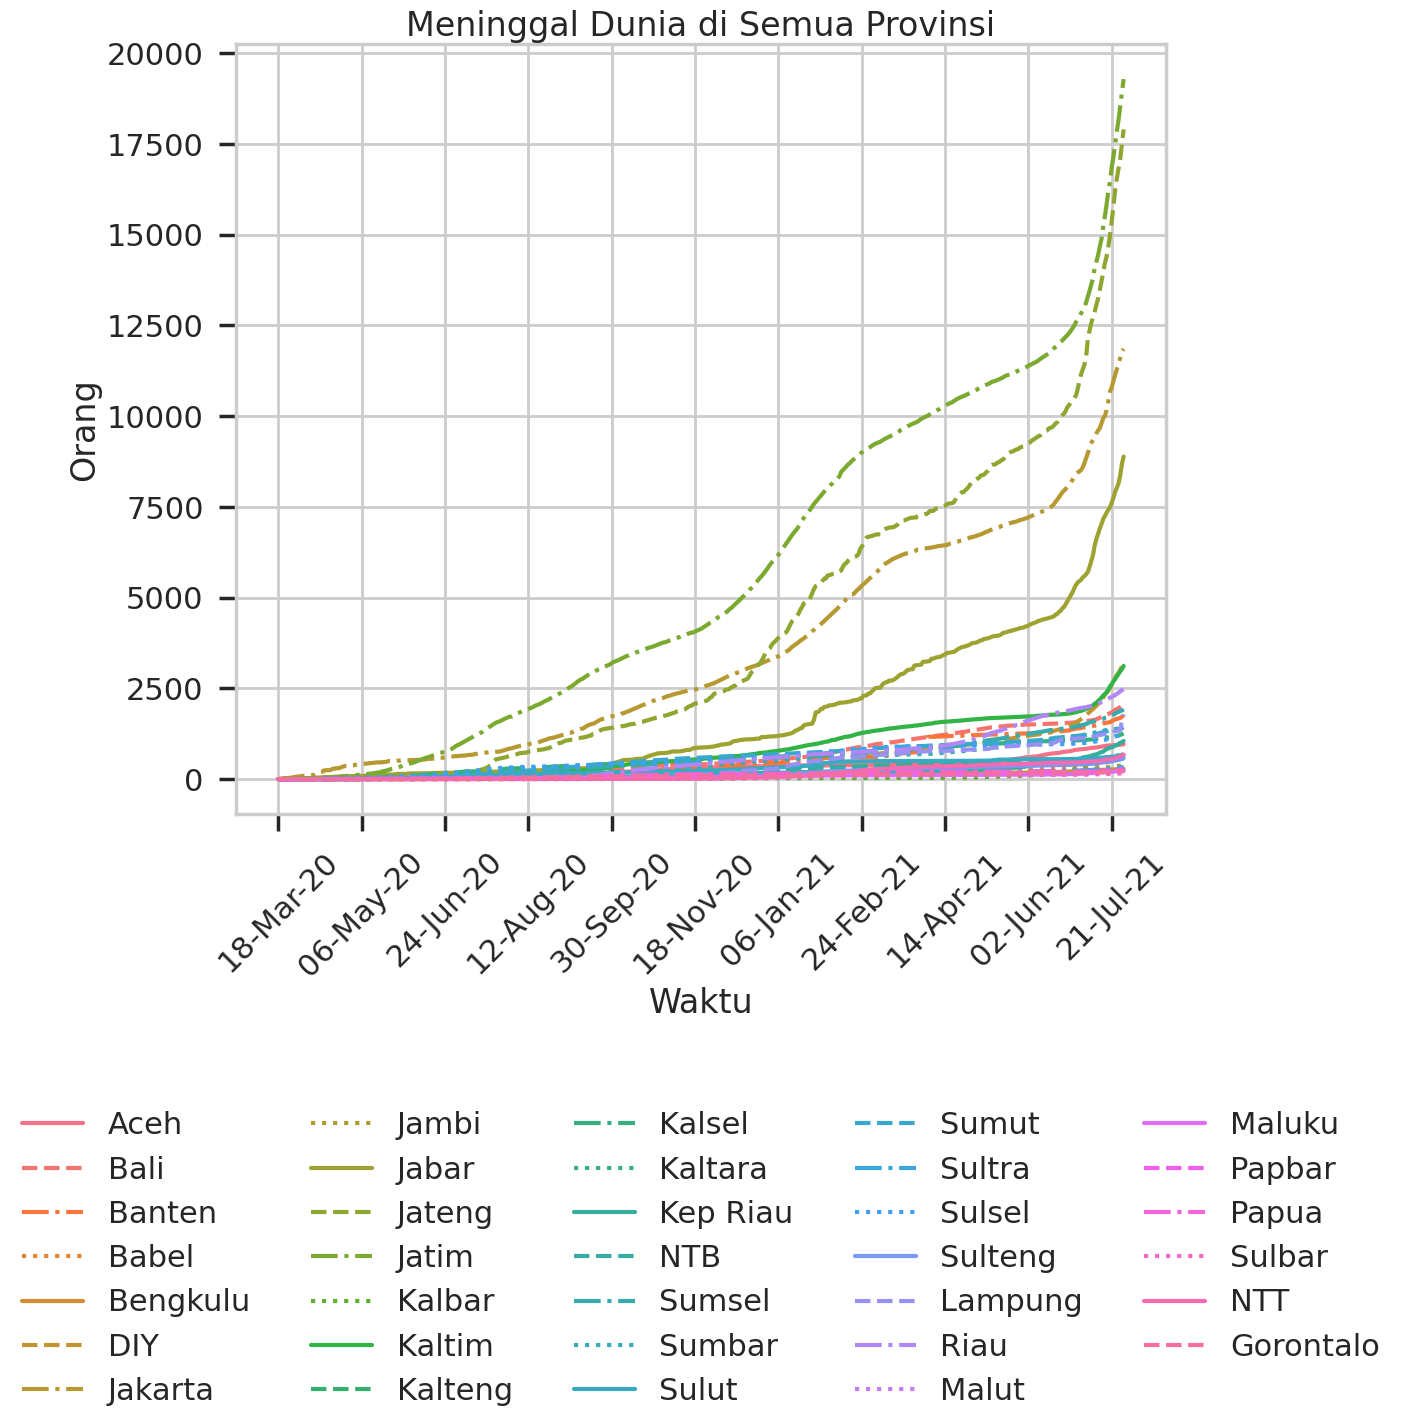 Meninggal Dunia di Semua Provinsi
20000
17500
15000
12500
10000
7500
5000
2500
0
Orang
18-Mar-20
06-May-20
24-Jun-20
12-Aug-20
30-Sep-20
18-Nov-20
06-Jan-21
24-Feb-21
14-Apr-21
02-Jun-21
21-Jul-21
Waktu
Aceh
Bali
Banten
Babel
Bengkulu
DIY
Jakarta
Jambi
Jabar
Jateng
Jatim
Kalbar
Kaltim
Kalteng
Kalsel
Kaltara
Kep Riau
NTB
Sumsel
Sumbar
Sulut
Sumut
Sultra
Sulsel
Sulteng
Lampung
Riau
Malut
Maluku
Papbar
Papua
Sulbar
NTT
Gorontalo